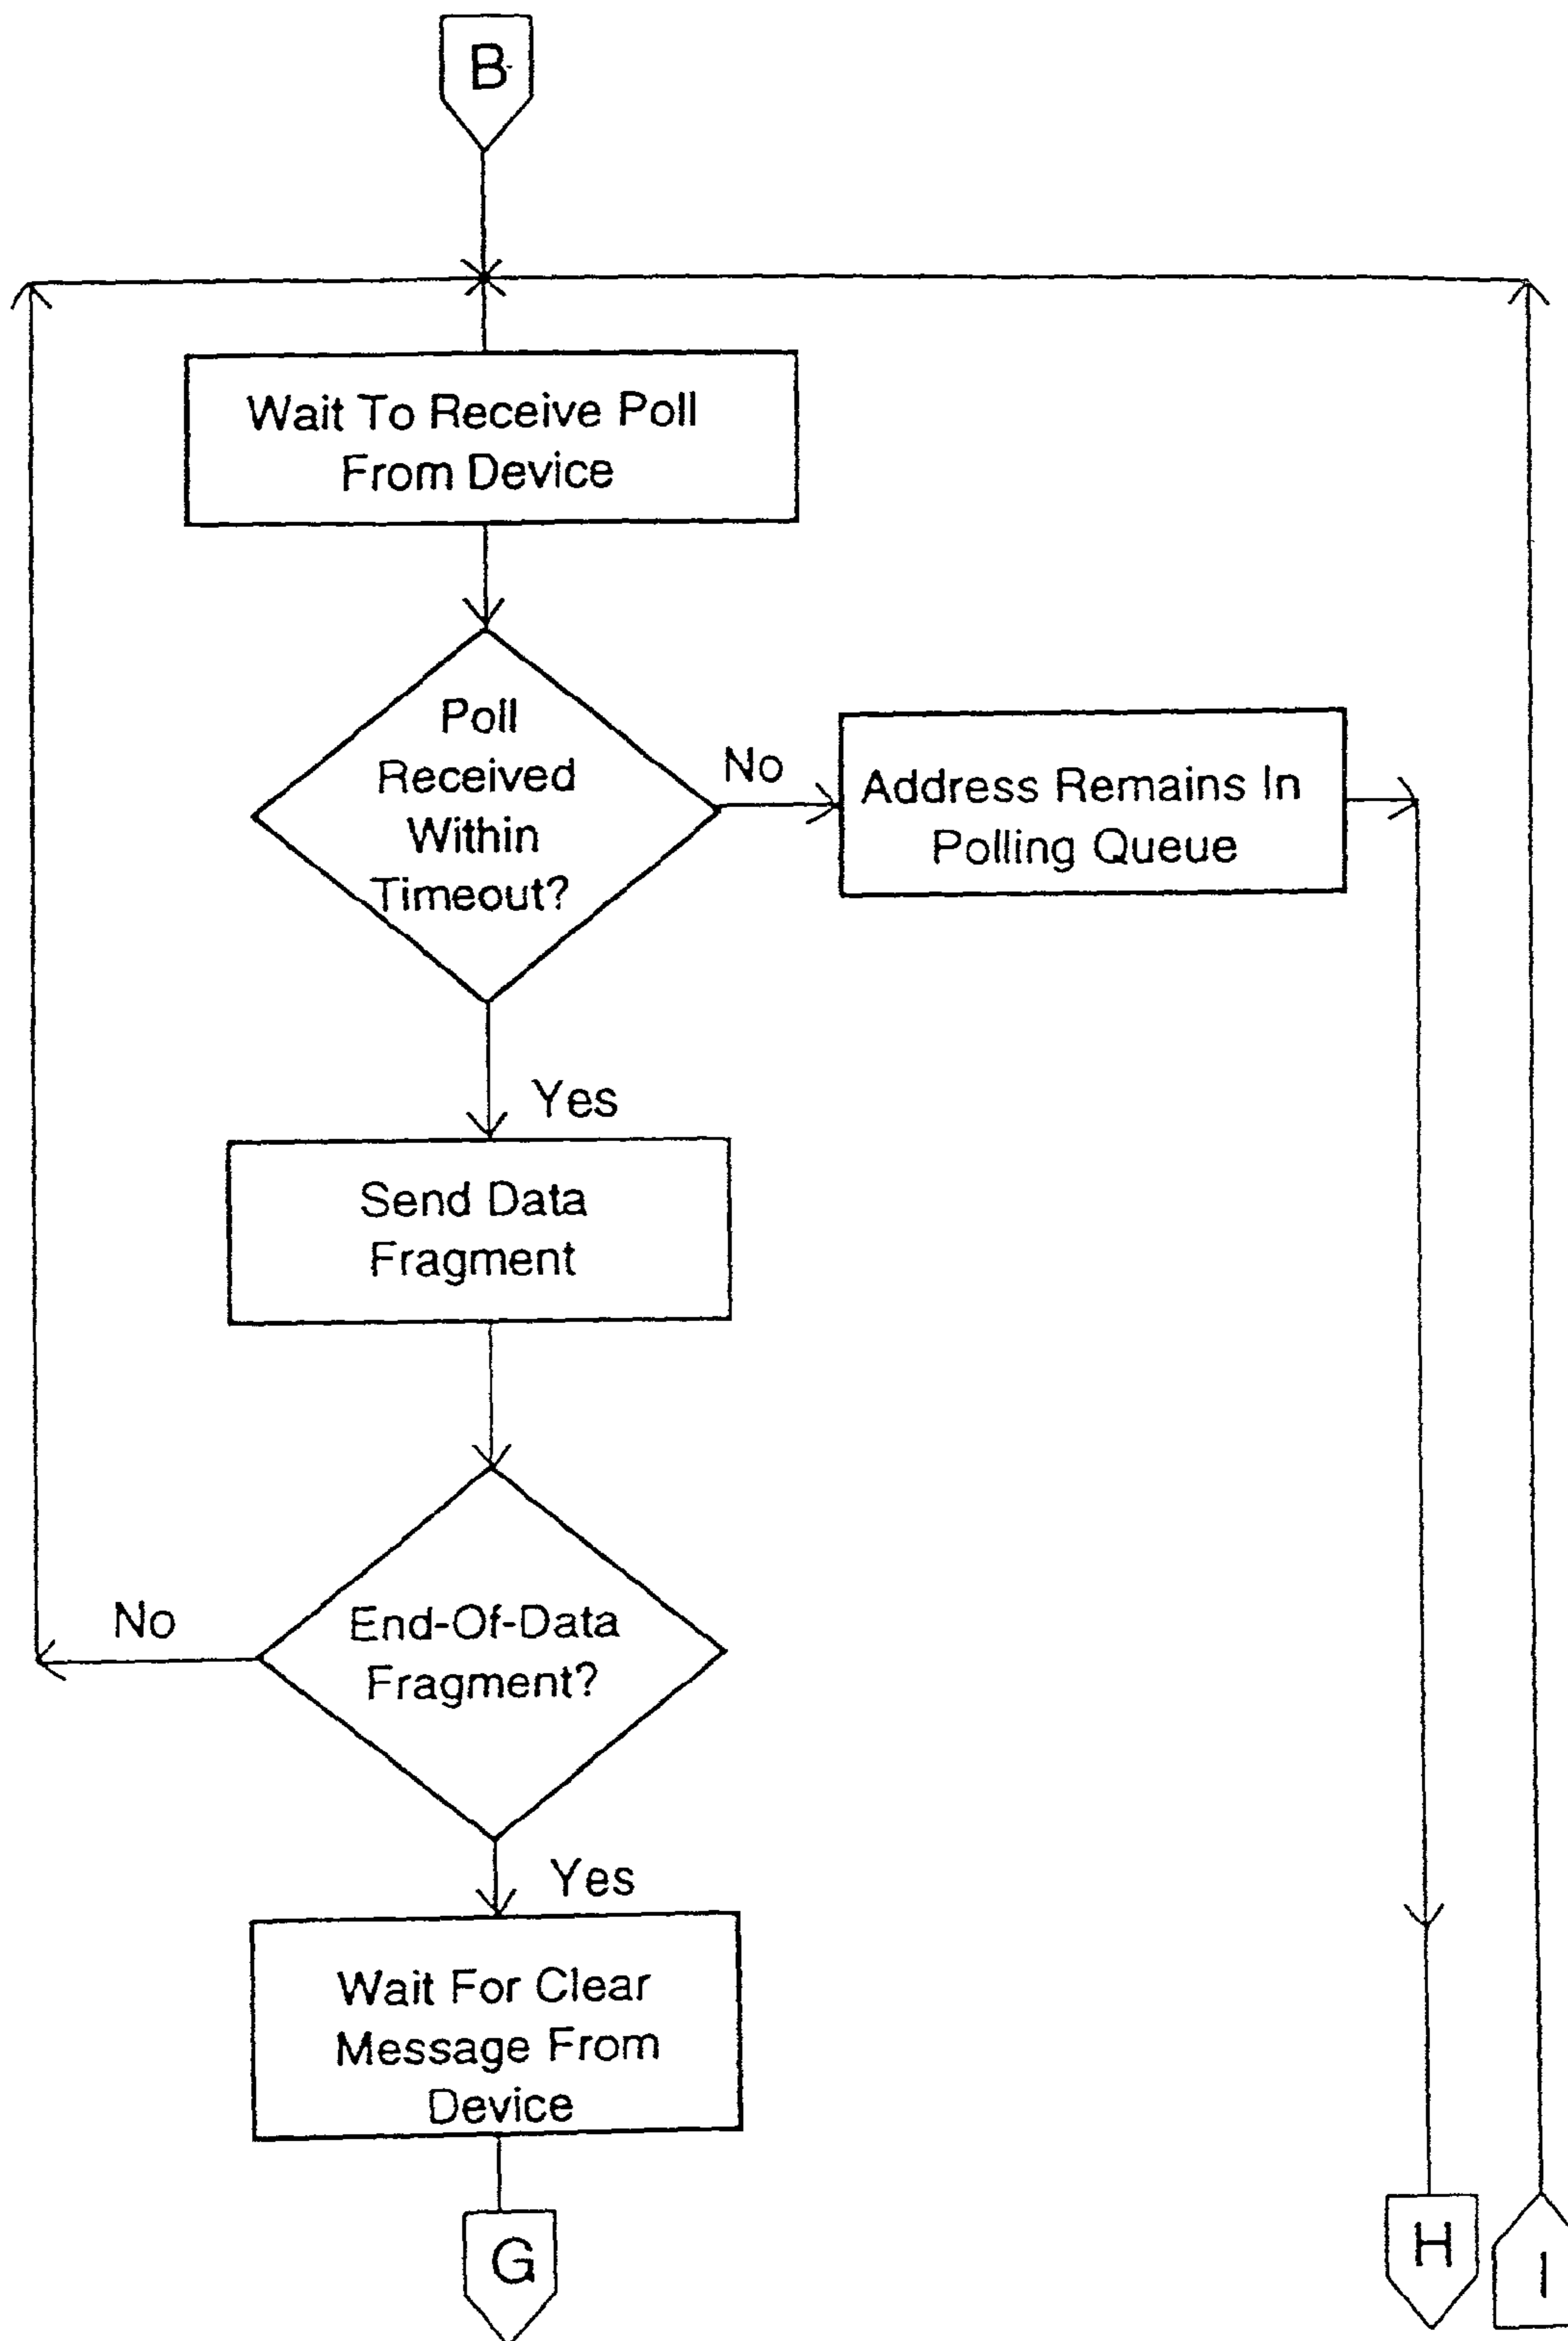 B
Wait To Receive Poll
From Device
Poll
Received
Within
Timeout?
No
Address Remains In
Polling Queue
Yes
Send Data
Fragment
No
End-Of-Data
Fragment?
Yes
Wait For Clear
Message From
Device
G
H
I